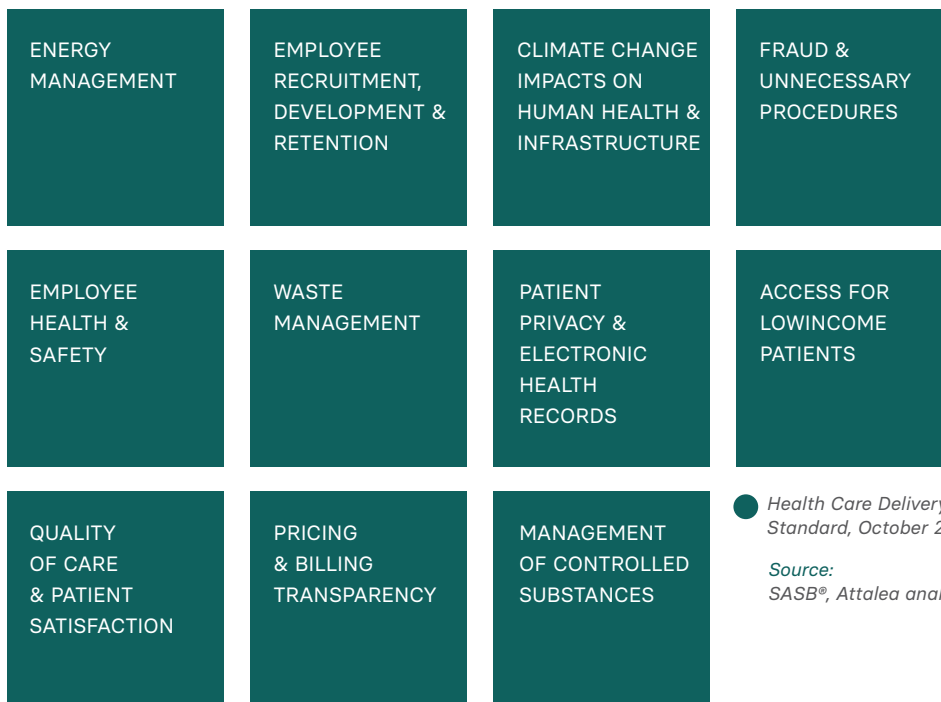 ENERGY
MANAGEMENT
EMPLOYEE
RECRUITMENT,
DEVELOPMENT &
RETENTION
CLIMATE CHANGE
IMPACTS ON
HUMAN HEALTH &
INFRASTRUCTURE
FRAUD &
UNNECESSARY
PROCEDURES
EMPLOYEE
HEALTH &
SAFETY
WASTE
MANAGEMENT
PATIENT
PRIVACY &
ELECTRONIC
HEALTH
RECORDS
ACCESS FOR
LOWINCOME
PATIENTS
QUALITY
OF CARE
& PATIENT
SATISFACTION
PRICING
& BILLING
TRANSPARENCY
MANAGEMENT
OF CONTROLLED
SUBSTANCES
Health Care Delivery
Standard, October
Source:
SASB®, Attalea